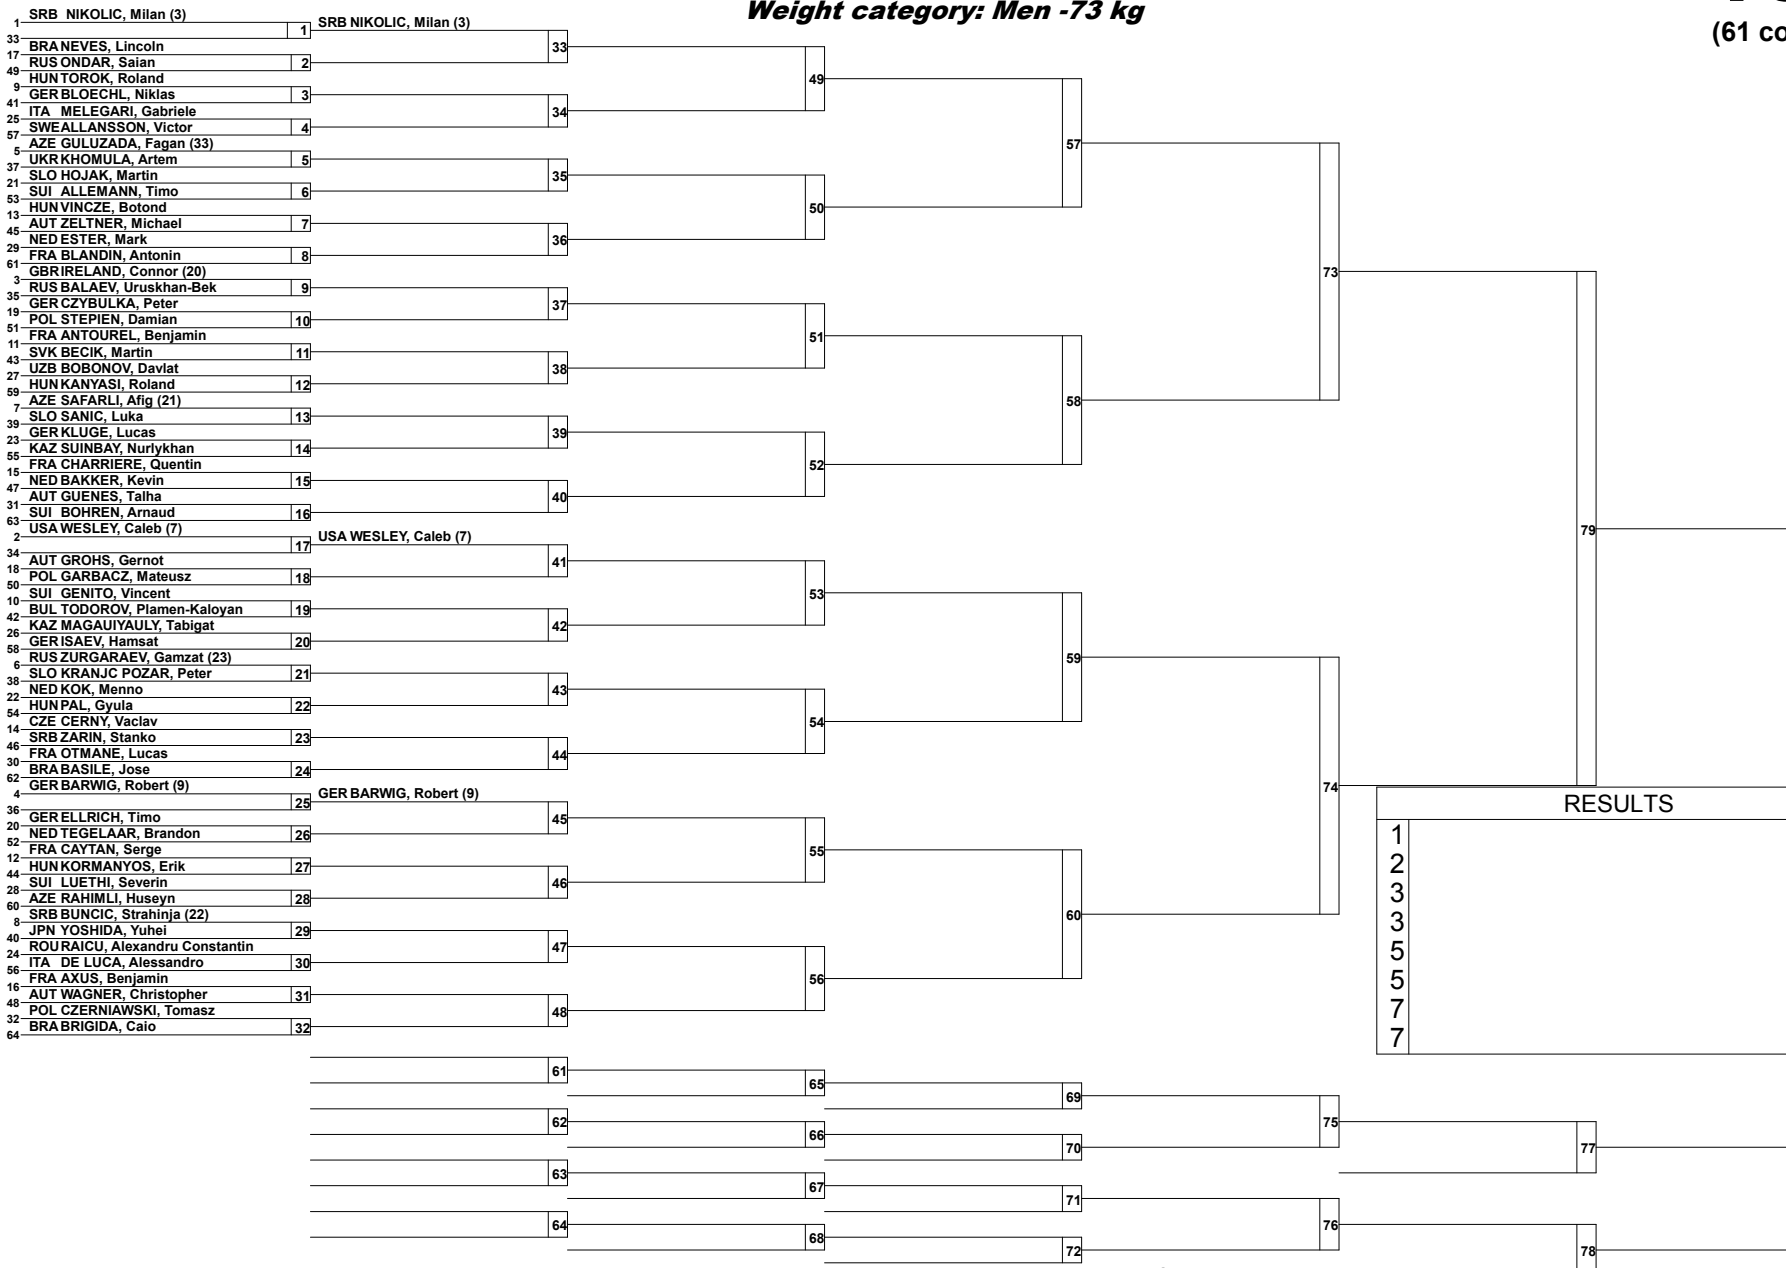 Weight category: Men -73 kg
(61 co
1 SRB NIKOLIC, Milan (3)
33
1 SRB NIKOLIC, Milan (3)
17 BRA NEVES, Lincoln
49 RUS ONDAR, Saian
2
9 HUN TOROK, Roland
41 GER BLOECHL, Niklas
3
25 ITA MELEGARI, Gabriele
57 SWE ALLANSSON, Victor
4
5 AZE GULUZADA, Fagan (33)
37 UKR KHOMULA, Artem
5
21 SLO HOJAK, Martin
53 SUI ALLEMANN, Timo
6
13 HUN VINCZE, Botond
45 AUT ZELTNER, Michael
7
29 NED ESTER, Mark
61 FRA BLANDIN, Antonin
8
3 GBR IRELAND, Connor (20)
35 RUS BALAEV, Uruskhan-Bek
9
19 GER CZYBULKA, Peter
51 POL STEPIEN, Damian
10
11 FRA ANTOUREL, Benjamin
43 SVK BECIK, Martin
11
27 UZB BOBONOV, Davlat
59 HUN KANYASI, Roland
12
7 AZE SAFARLI, Afig (21)
39 SLO SANIC, Luka
13
23 GER KLUGE, Lucas
55 KAZ SUINBAY, Nurlykhan
14
15 FRA CHARRIERE, Quentin
47 NED BAKKER, Kevin
15
31 AUT GUENES, Talha
63 SUI BOHREN, Arnaud
16
2 USA WESLEY, Caleb (7)
34
17 USA WESLEY, Caleb (7)
18 AUT GROHS, Gernot
50 POL GARBACZ, Mateusz
18
10 SUI GENITO, Vincent
42 BUL TODOROV, Plamen-Kaloyan
19
26 KAZ MAGAUIYAULY, Tabigat
58 GER ISAEV, Hamsat
20
6 RUS ZURGARAEV, Gamzat (23)
38 SLO KRANJC POZAR, Peter
21
22 NED KOK, Menno
54 HUN PAL, Gyula
22
14 CZE CERNY, Vaclav
46 SRB ZARIN, Stanko
23
30 FRA OTMANE, Lucas
62 BRA BASILE, Jose
24
4 GER BARWIG, Robert (9)
36
25 GER BARWIG, Robert (9)
20 GER ELLRICH, Timo
52 NED TEGELAAR, Brandon
26
12 FRA CAYTAN, Serge
44 HUN KORMANYOS, Erik
27
28 SUI LUETHI, Severin
60 AZE RAHIMLI, Huseyn
28
8 SRB BUNCIC, Strahinja (22)
40 JPN YOSHIDA, Yuhei
29
24 ROU RAICU, Alexandru Constantin
56 ITA DE LUCA, Alessandro
30
16 FRA AXUS, Benjamin
48 AUT WAGNER, Christopher
31
32 POL CZERNIAWSKI, Tomasz
64 BRA BRIGIDA, Caio
32
33
34
35
36
37
38
39
40
41
42
43
44
45
46
47
48
49
50
51
52
53
54
55
56
57
58
59
60
73
74
79
RESULTS
1
2
3
3
5
5
7
7
61
62
63
64
65
66
67
68
69
70
71
72
75
76
77
78